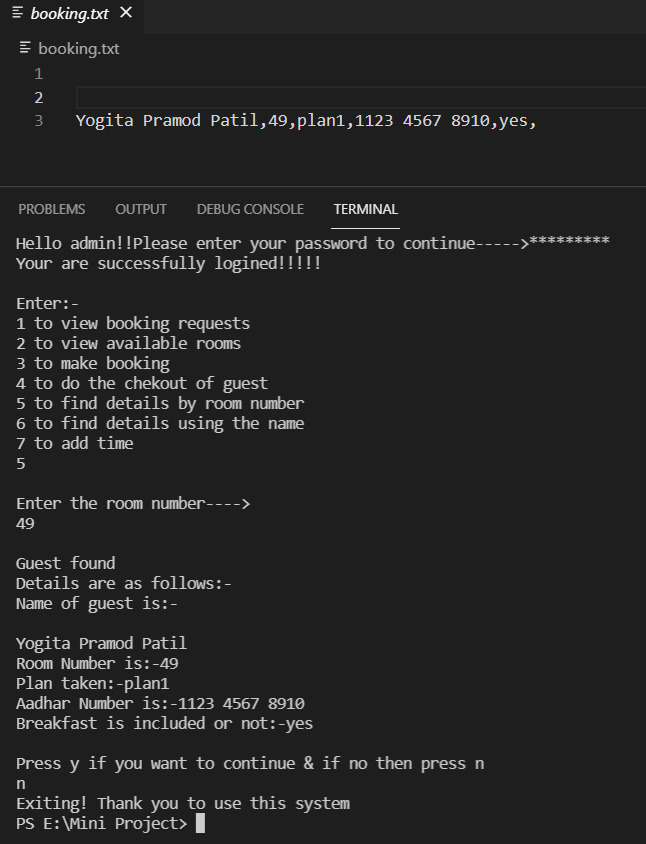 booking.txt
booking.txt
1
2
3 Yogita Pramod Patil,49,plan1,1123 4567 8910,yes,
PROBLEMS OUTPUT DEBUG CONSOLE TERMINAL
Hello admin!!Please enter your password to continue----->*********
Your are successfully logined!!!!!
Enter:-
1 to view booking requests
2 to view available rooms
3 to make booking
4 to do the chekout of guest
5 to find details by room number
6 to find details using the name
7 to add time
5
Enter the room number---->
49
Guest found
Details are as follows:-
Name of guest is:-
Yogita Pramod Patil
Room Number is:-49
Plan taken:-plan1
Aadhar Number is:-1123 4567 8910
Breakfast is included or not:-yes
Press y if you want to continue & if no then press n
n
Exiting! Thank you to use this system
PS E:\Mini Project>